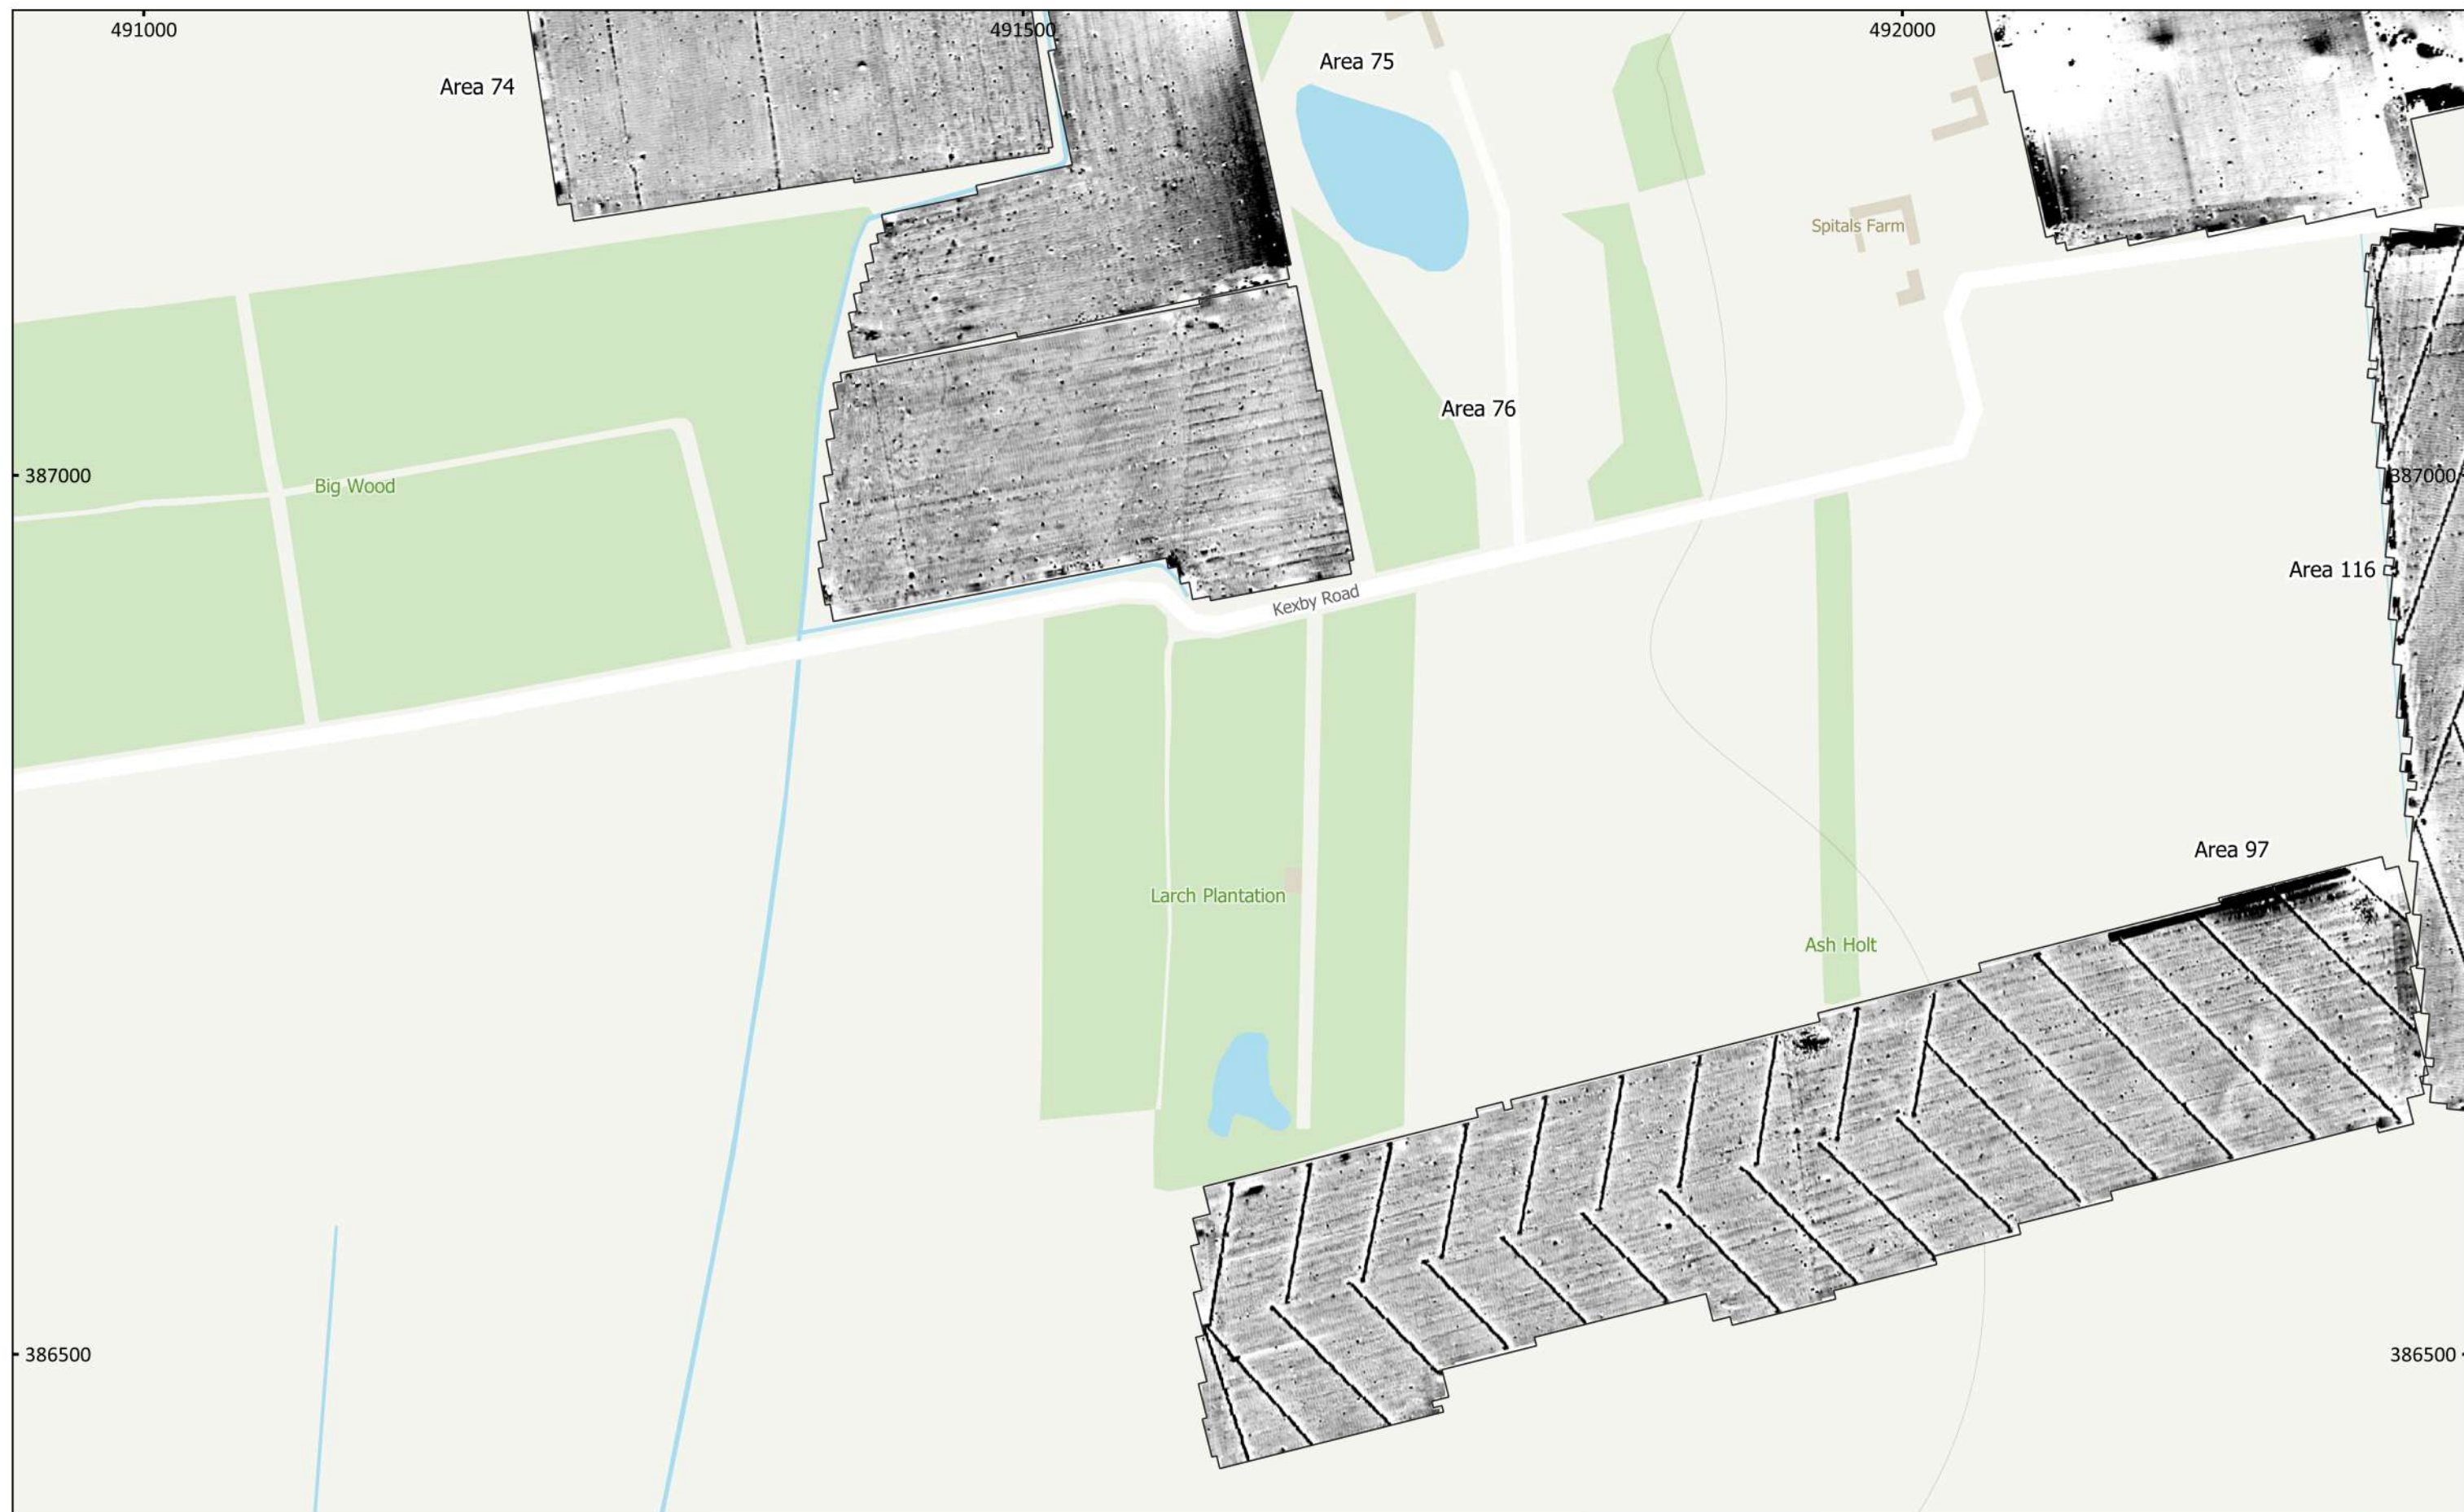 491000
491500
492000
Area 75
Area 74
Spitals Farm
Area 76
387000
387000
Big Wood
Area 116
Kexby Road
Area 97
Larch Plantation
Ash Holt
386500
386500